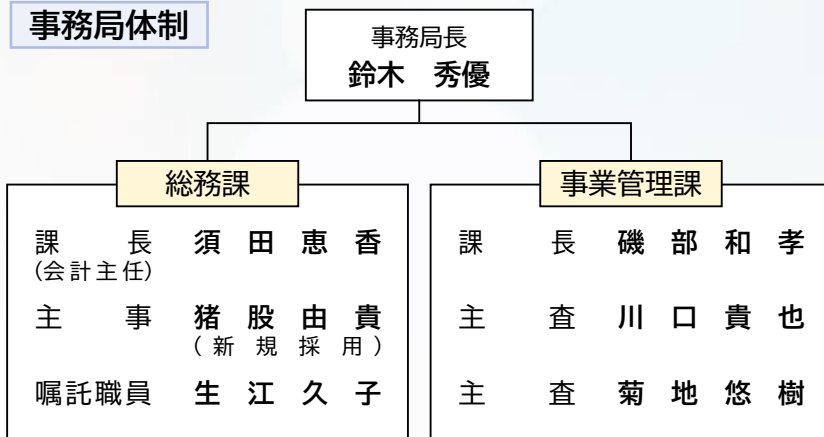 事務局体制
事務局長
鈴木　秀優
総務課
課長 須田恵香
(会計主任)
主事 猪股由貴
(新規採用)
嘱託職員 生江久子
事業管理課
課長 磯部和孝
主査 川口貴也
主査 菊地悠樹